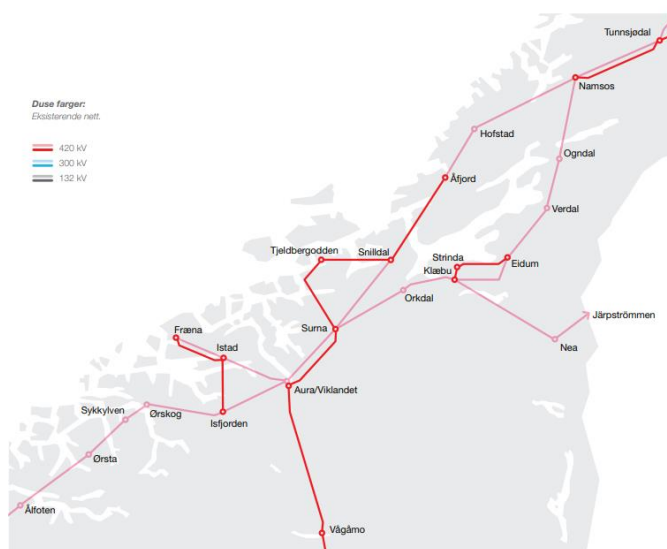 Tunnsjødal
Namsos
Duse farger:
Eksisterende nett.
Hofstad
420 kV
300 kV
132 kV
Ogndal
Åfjord
Verdal
Tjeldbergodden
Snilldal
Strinda
Klæbu
Eidum
Orkdal
Järpströmmen
Surna
Fræna
Istad
Nea
Aura/Viklandet
Sykkylven
Ørskog
Isfjorden
Ørsta
Ålfoten
Vågåmo